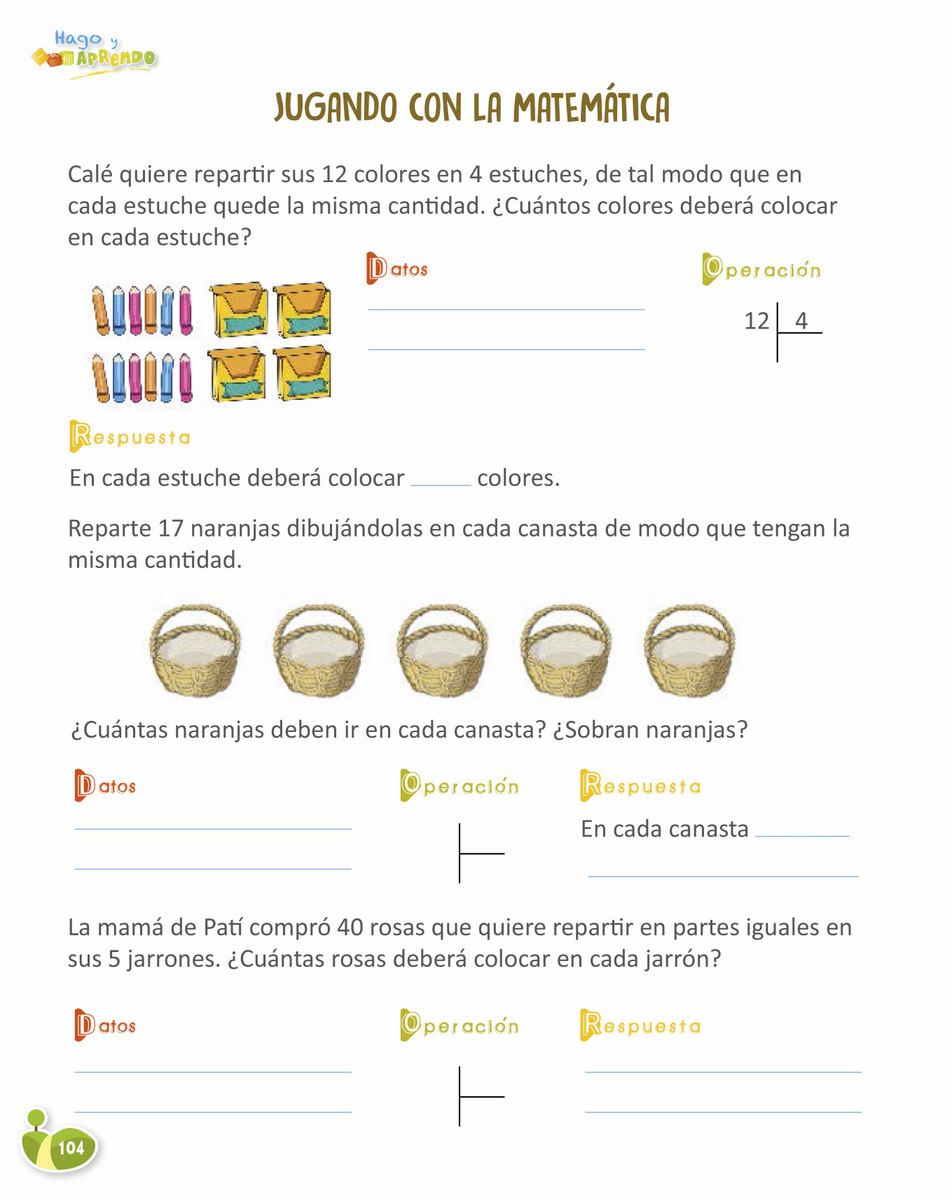 Hago y
APRENDO
JUGANDO CON LA MATEMÁTICA
Calé quiere repartir sus 12 colores en 4 estuches, de tal modo que en
cada estuche quede la misma cantidad. ¿Cuántos colores deberá colocar
en cada estuche?
Datos
Operación
12 4
Respuesta
En cada estuche deberá colocar _____ colores.
Reparte 17 naranjas dibujándolas en cada canasta de modo que tengan la
misma cantidad.
¿Cuántas naranjas deben ir en cada canasta? ¿Sobran naranjas?
Datos
Operación
Respuesta
En cada canasta _______
La mamá de Patí compró 40 rosas que quiere repartir en partes iguales en
sus 5 jarrones. ¿Cuántas rosas deberá colocar en cada jarrón?
Datos
Operación
Respuesta
104